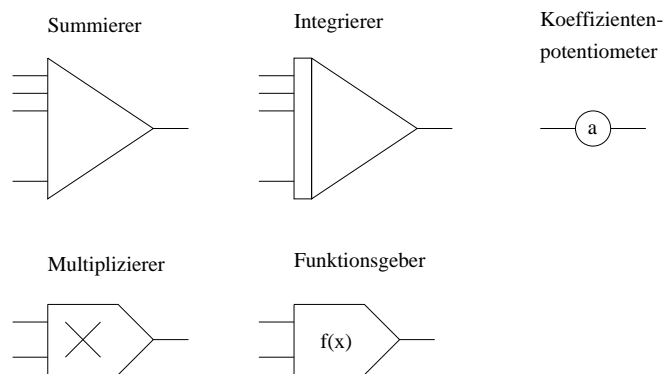 Summierer
Integrierer
Koeffizienten-
potentiometer
a
Multiplizierer
Funktionsgeber
f(x)